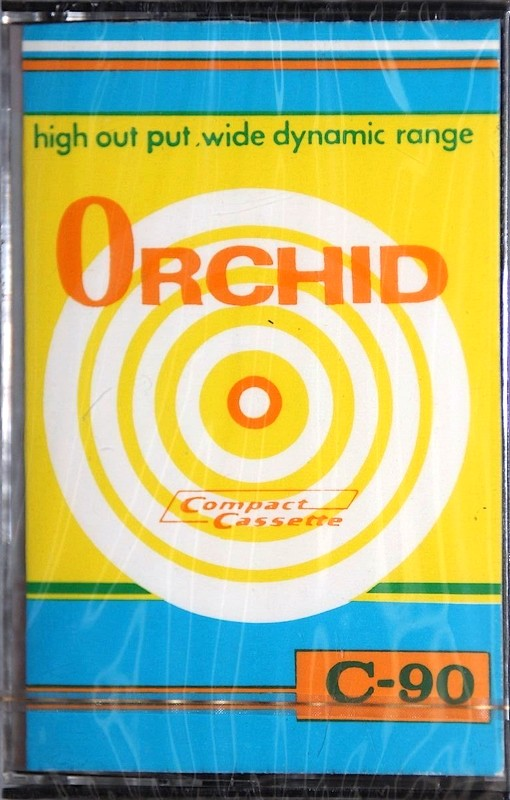 high out put, wide dynamic range
ORCHID
Compact
Cassette
C-90